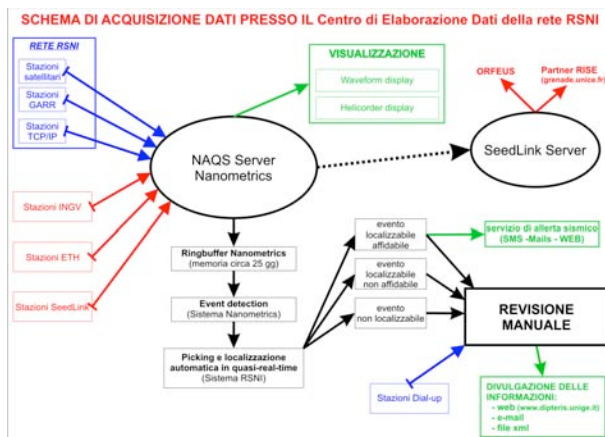 SCHEMA DI ACQUISIZIONE DATI PRESSO IL Centro di Elaborazione Dati della rete RSNI
RETE RSNI
Stazioni
satellitari
Stazioni
GARR
Stazioni
TCP/IP
VISUALIZZAZIONE
Waveform display
Helicorder display
ORFEUS
Partner RISE
(grenade.unice.fr)
NAQS Server
Nanometrics
SeedLink Server
Stazioni INGV
Stazioni ETH
Stazioni SeedLink
Ringbuffer Nanometrics
(memoria circa 25 gg)
Event detection
(Sistema Nanometrics)
Picking e localizzazione
automatica in quasi-real-time
(Sistema RSNI)
evento
localizzabile
affidabile
evento
localizzabile
non affidabile
evento
non localizzabile
servizio di allerta sismico
(SMS -Mails - WEB)
REVISIONE
MANUALE
Stazioni Dial-up
DIVULGAZIONE DELLE
INFORMAZIONI:
- web (www.dipteris.unige.it)
- e-mail
- file xml